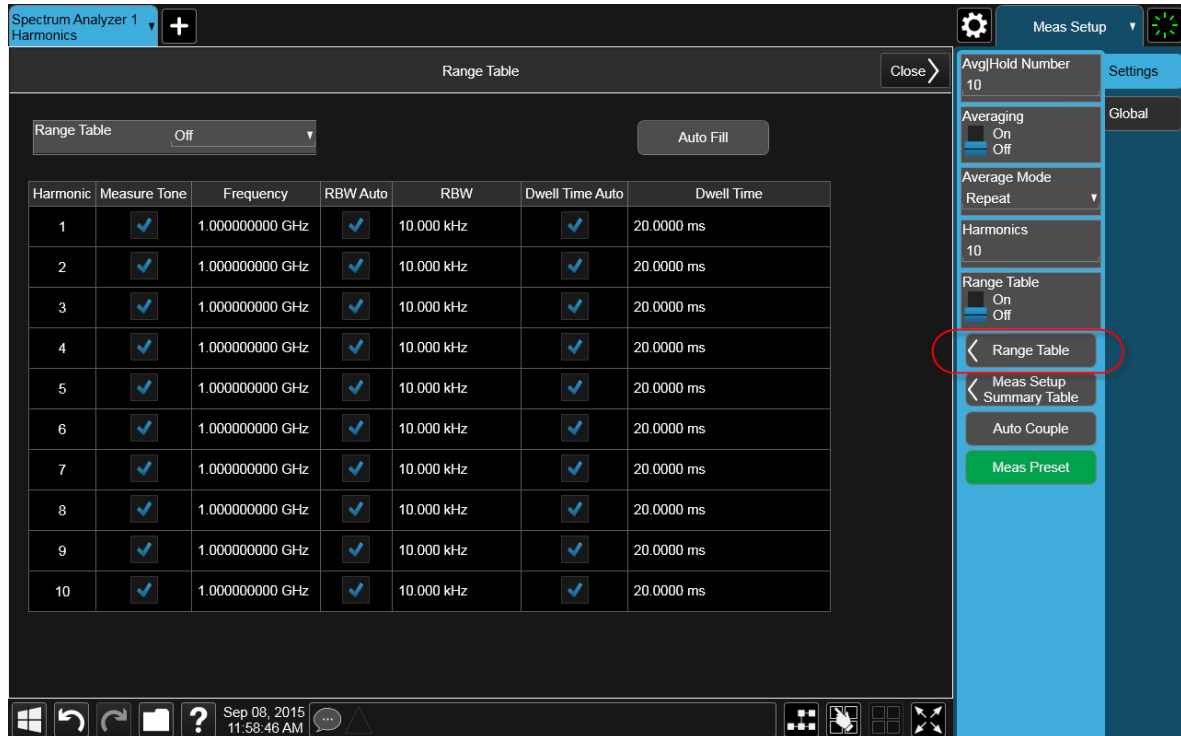 Spectrum Analyzer 1
Harmonics
Meas Setup
Range Table
Close
Range Table Off
Auto Fill
Harmonic Measure Tone Frequency RBW Auto RBW Dwell Time Auto Dwell Time
1 1.000000000 GHz 10.000 kHz 20.0000 ms
2 1.000000000 GHz 10.000 kHz 20.0000 ms
3 1.000000000 GHz 10.000 kHz 20.0000 ms
4 1.000000000 GHz 10.000 kHz 20.0000 ms
5 1.000000000 GHz 10.000 kHz 20.0000 ms
6 1.000000000 GHz 10.000 kHz 20.0000 ms
7 1.000000000 GHz 10.000 kHz 20.0000 ms
8 1.000000000 GHz 10.000 kHz 20.0000 ms
9 1.000000000 GHz 10.000 kHz 20.0000 ms
10 1.000000000 GHz 10.000 kHz 20.0000 ms
Avg|Hold Number
10
Averaging
On
Off
Average Mode
Repeat
Harmonics
10
Range Table
On
Off
Range Table
Meas Setup
Summary Table
Auto Couple
Meas Preset
Settings
Global
?
Sep 08, 2015
11:58:46 AM